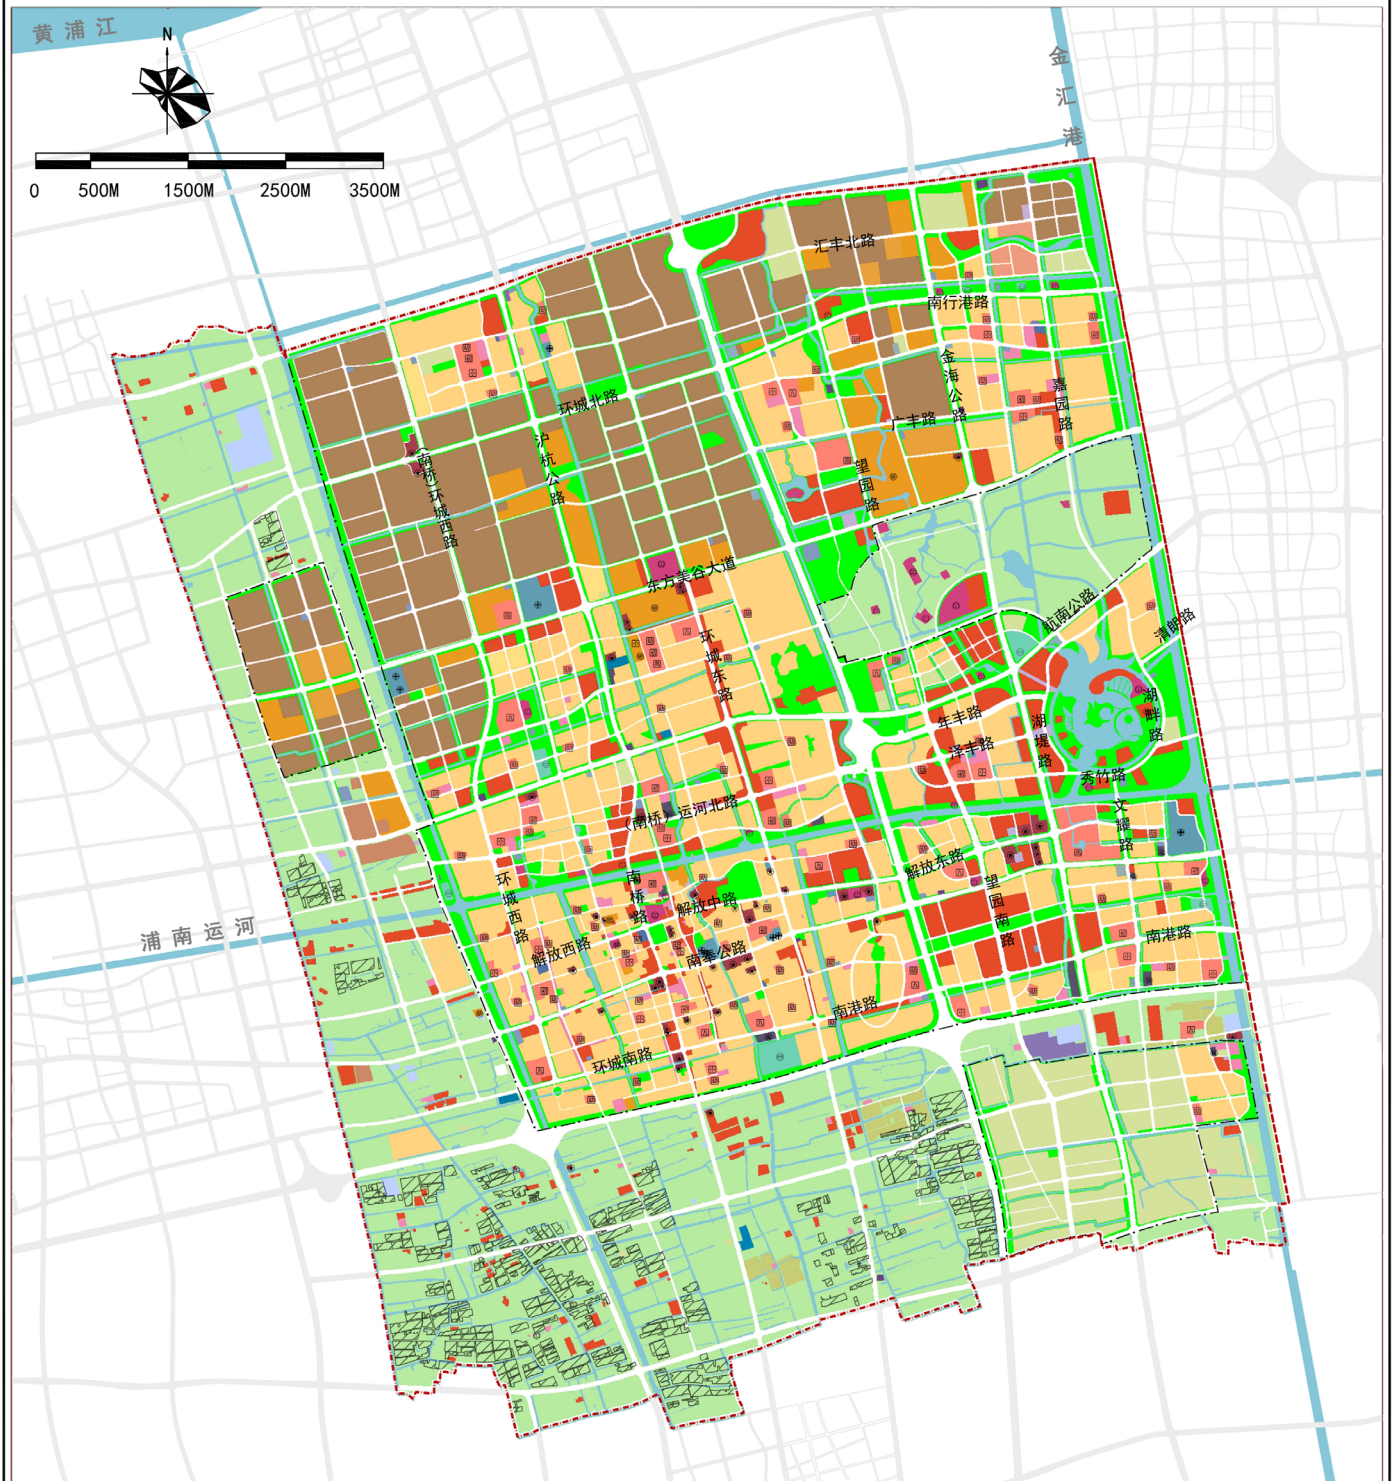 黄浦江
N
金汇港
0 500M 1500M 2500M 3500M
汇丰北路
南行港路
金海公路
嘉园路
环城北路
广丰路
沪杭公路
(南桥)环城西路
望园路
东方美谷大道
航南公路
清朗路
环城东路
湖畔路
年丰路
湖堤路
泽丰路
秀竹路
(南桥)运河北路
文耀路
解放东路
环城西路
南桥路
望园南路
解放中路
浦南运河
解放西路
南奉公路
南港路
南港路
环城南路